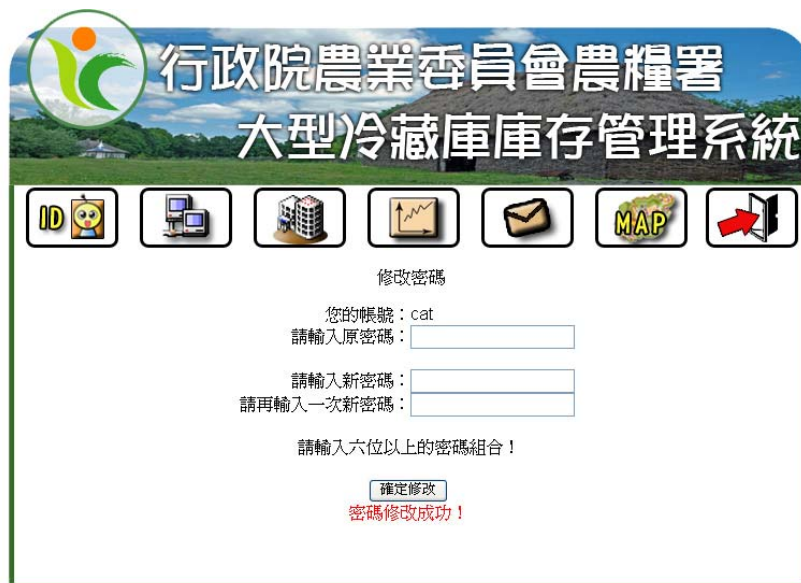 行政院農業委員會農糧署
大型冷藏庫庫存管理系統
ID
MAP
修改密碼
您的帳號：cat
請輸入原密碼：
請輸入新密碼：
請再輸入一次新密碼：
請輸入六位以上的密碼組合！
確定修改
密碼修改成功！